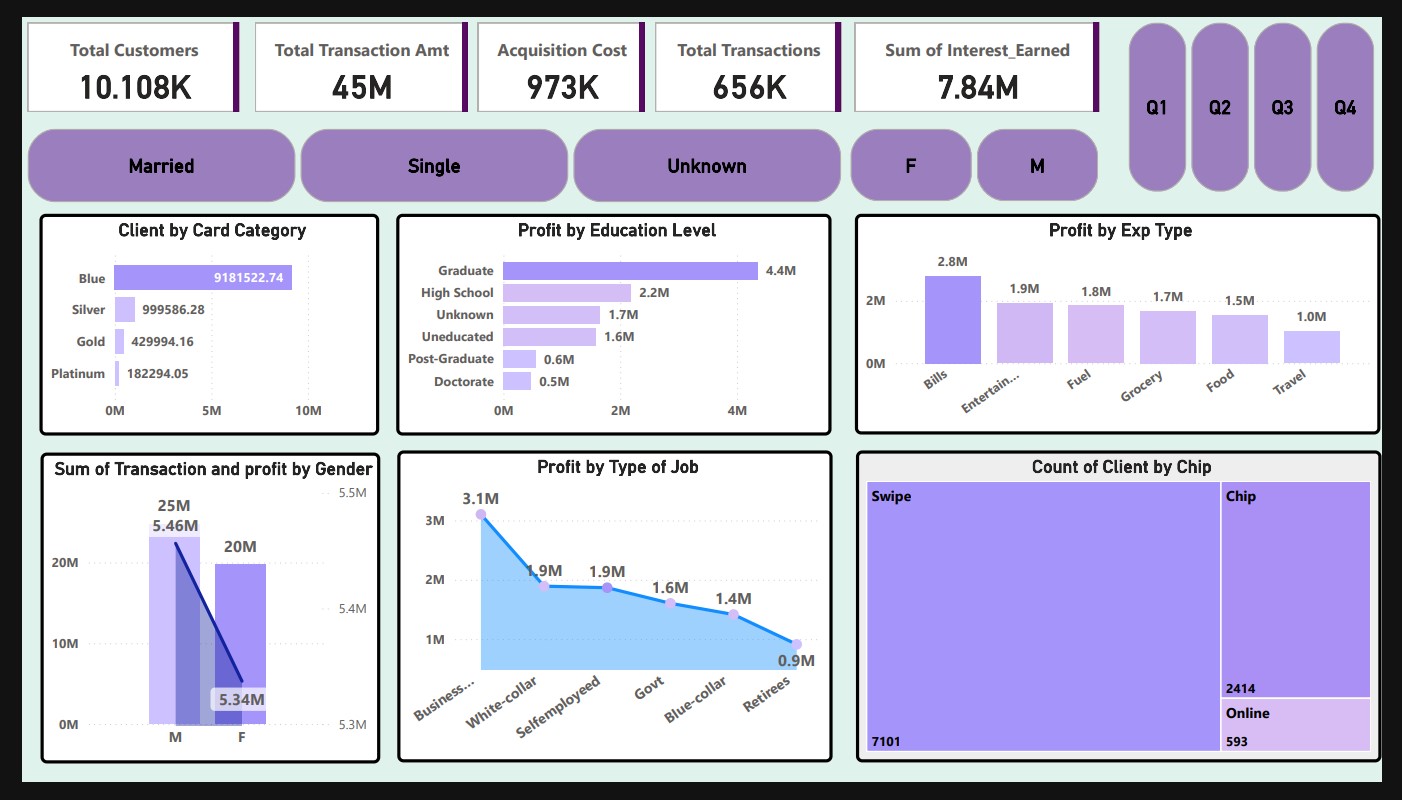 Total Customers
10.108K
Total Transaction Amt
45M
Acquisition Cost
973K
Total Transactions
656K
Sum of Interest_Earned
7.84M
Q1
Q2
Q3
Q4
Married
Single
Unknown
F
M
Client by Card Category
Blue
9181522.74
Silver
999586.28
Gold
429994.16
Platinum
182294.05
0M
5M
10M
Profit by Education Level
Graduate
4.4M
High School
2.2M
Unknown
1.7M
Uneducated
1.6M
Post-Graduate
0.6M
Doctorate
0.5M
0M
2M
4M
Profit by Exp Type
2.8M
1.9M
1.8M
1.7M
1.5M
1.0M
2M
0M
Bills
Entertain...
Fuel
Grocery
Food
Travel
Sum of Transaction and profit by Gender
25M
5.46M
20M
5.34M
20M
10M
0M
5.5M
5.4M
5.3M
M
F
Profit by Type of Job
3.1M
1.9M
1.9M
1.6M
1.4M
0.9M
3M
2M
1M
Business...
White-collar
Selfemployeed
Govt
Blue-collar
Retirees
Count of Client by Chip
Swipe
7101
Chip
2414
Online
593